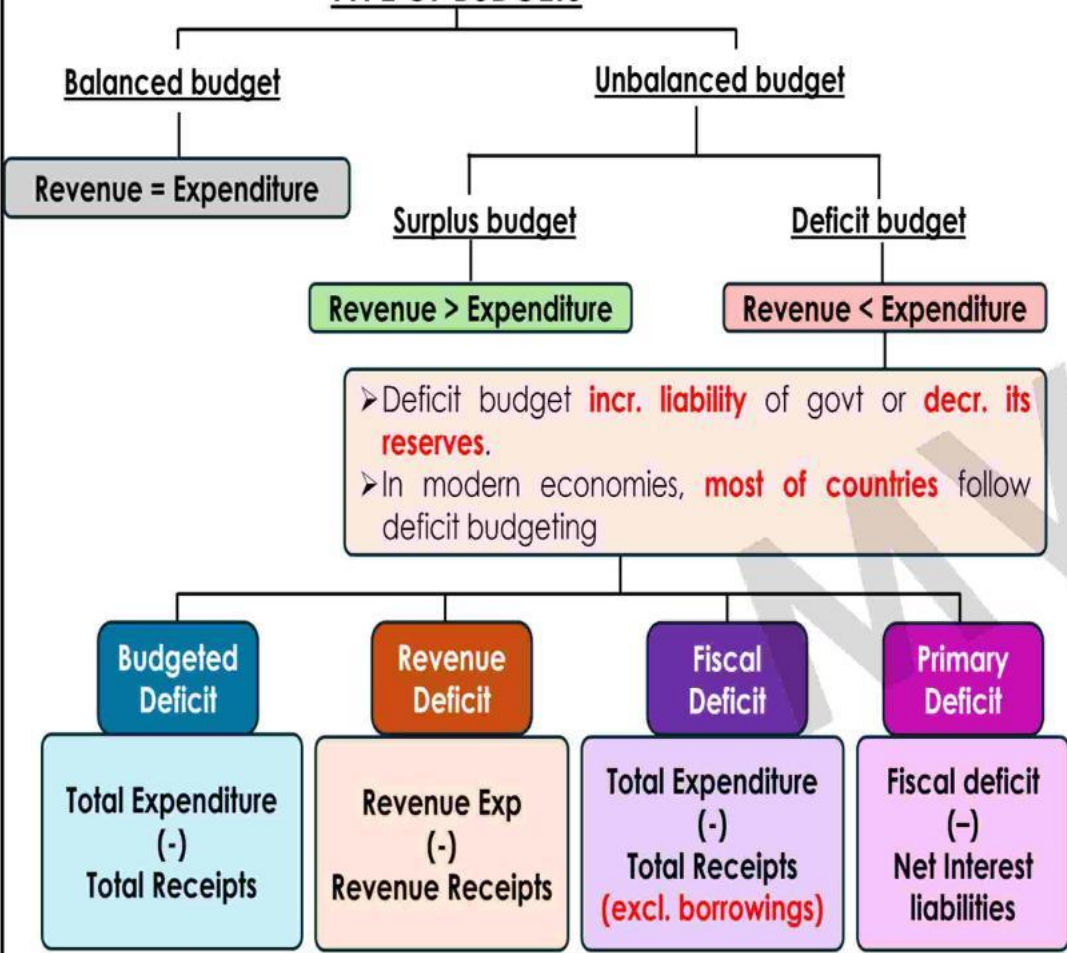 TYPE OF BUDGETS
Balanced budget
Unbalanced budget
Revenue = Expenditure
Surplus budget
Deficit budget
Revenue > Expenditure
Revenue < Expenditure
➢Deficit budget incr. liability of govt or decr. its
reserves.
➢In modern economies, most of countries follow
deficit budgeting
Budgeted
Deficit
Revenue
Deficit
Fiscal
Deficit
Primary
Deficit
Total Expenditure
(-)
Total Receipts
Revenue Exp
(-)
Revenue Receipts
Total Expenditure
(-)
Total Receipts
(excl. borrowings)
Fiscal deficit
(–)
Net Interest
liabilities